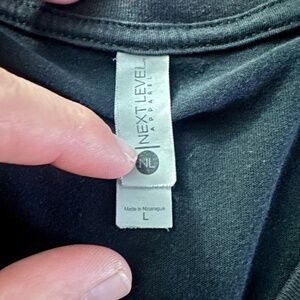 NEXT LEVEL
APPAREL
NL
Made in Nicaragua
L